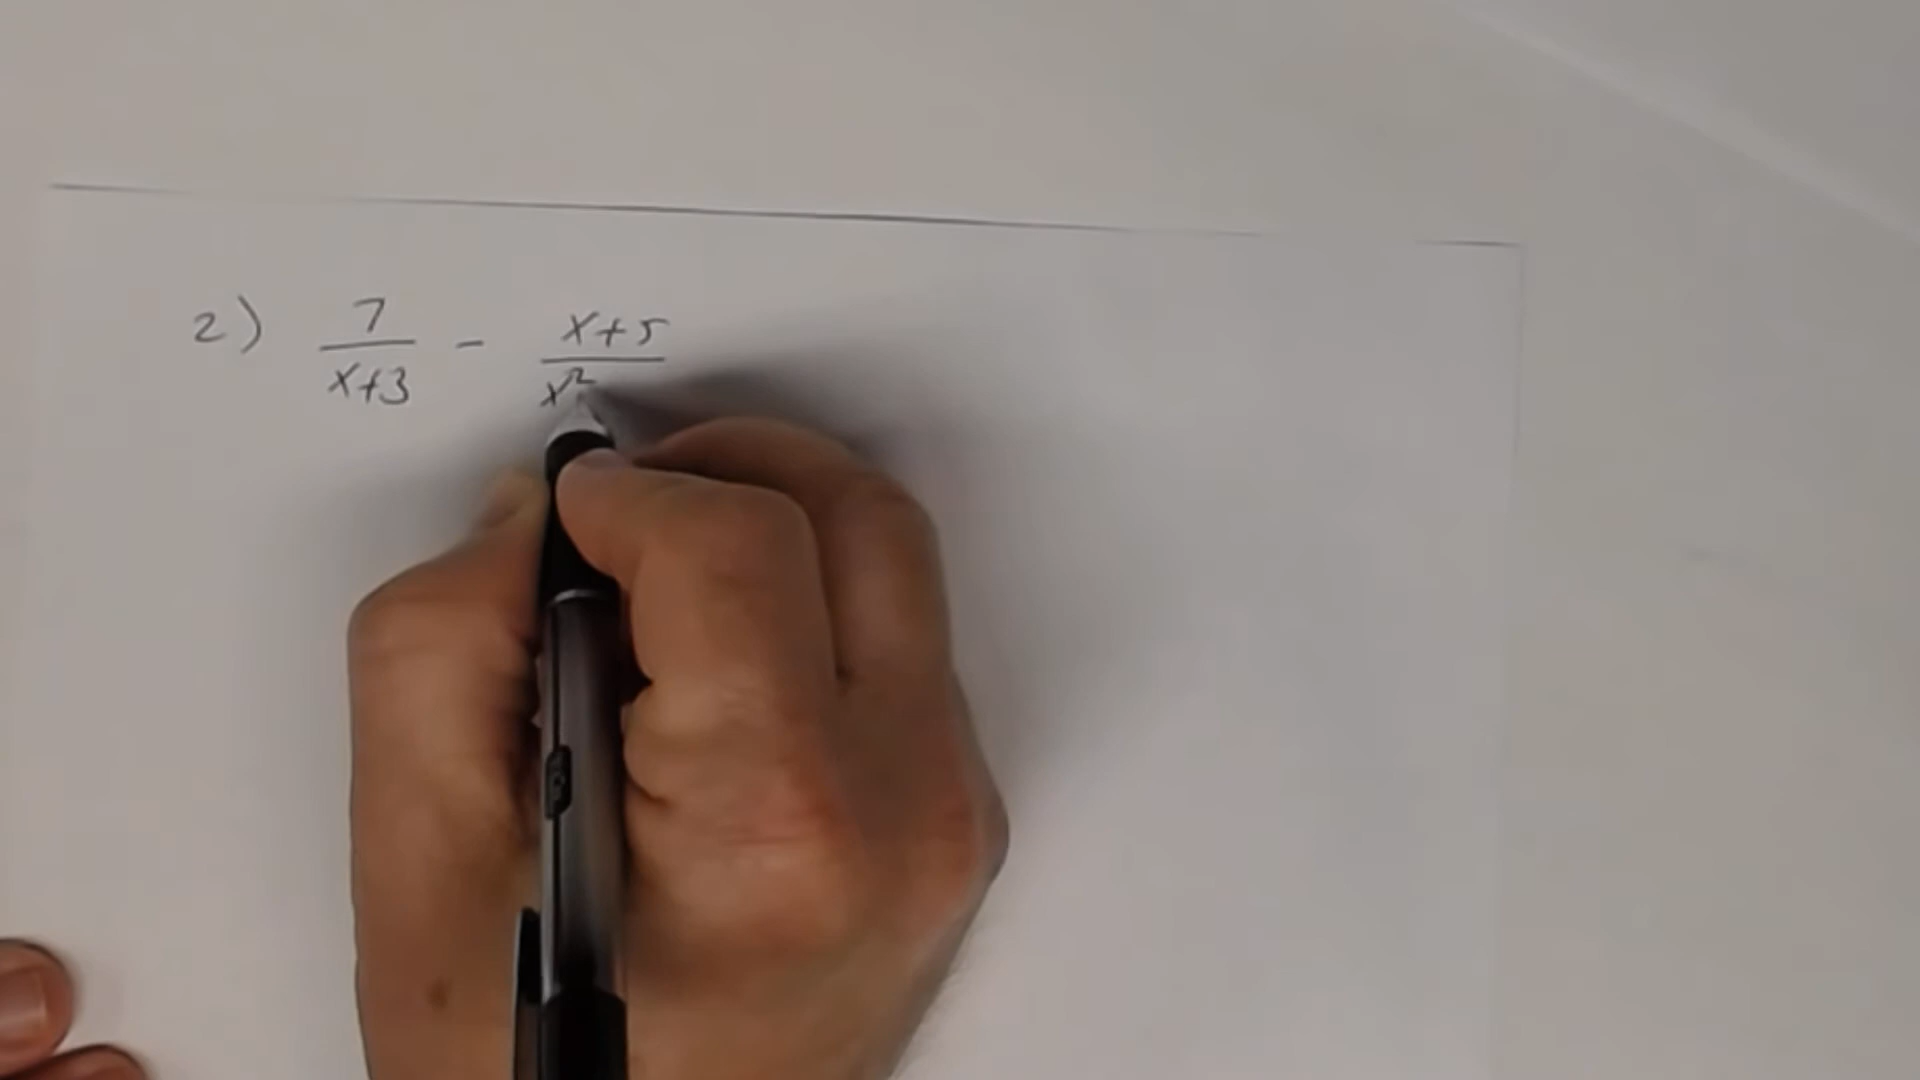 2) 7/(x+3) - (x+5)/x²